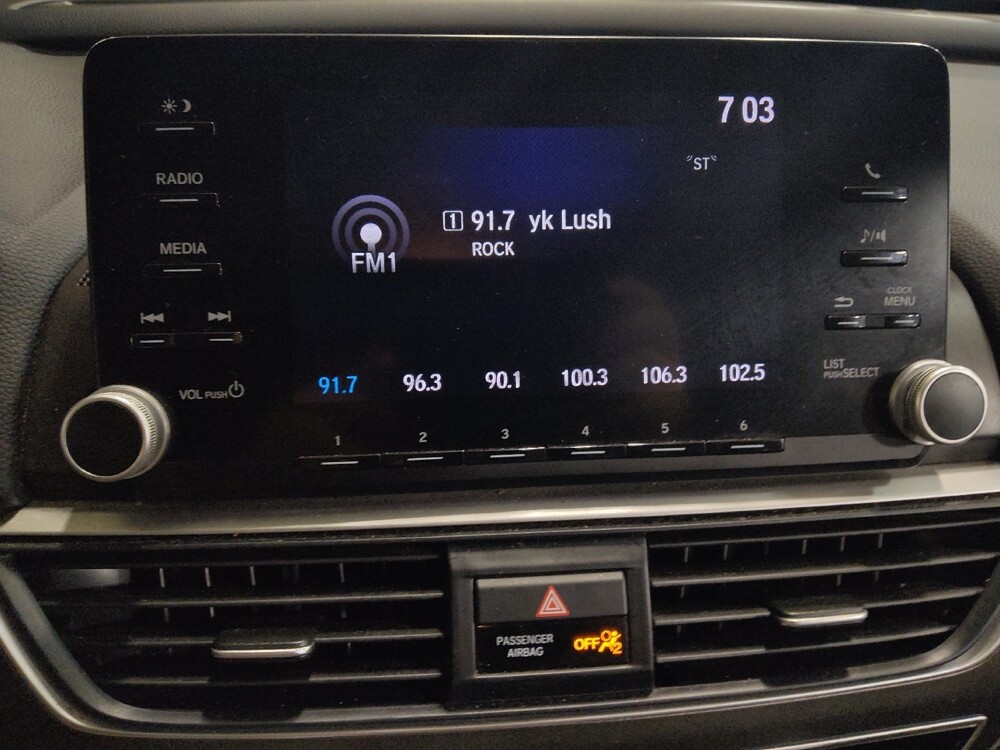 7 03
RADIO
"ST"
1 91.7 yk Lush
ROCK
MEDIA
FM1
CLOCK
MENU
91.7 96.3 90.1 100.3 106.3 102.5
VOL PUSH
LIST
PUSH SELECT
1 2 3 4 5 6
PASSENGER
AIRBAG
OFF
2